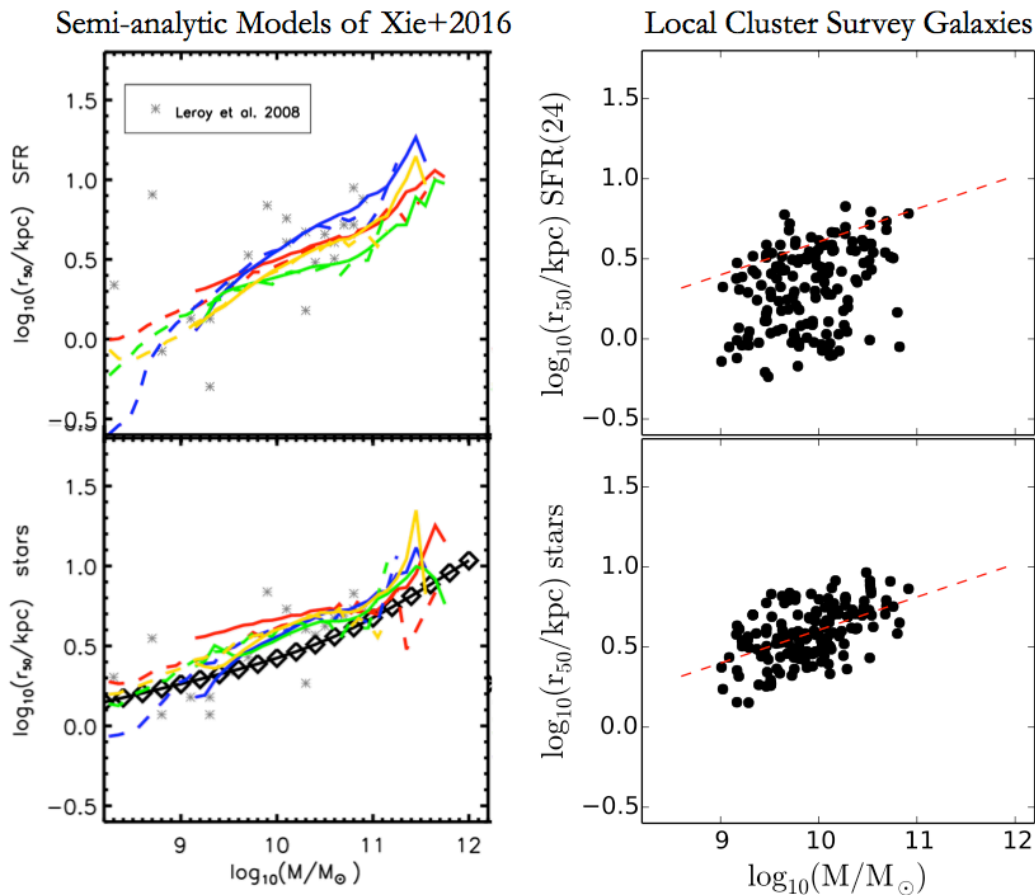 Semi-analytic Models of Xie+2016
Local Cluster Survey Galaxies
1.5
1.0
0.5
0.0
−0.5
log₁₀(r₅₀/kpc) SFR
Leroy et al. 2008
1.5
1.0
0.5
0.0
−0.5
log₁₀(r₅₀/kpc) SFR(24)
1.5
1.0
0.5
0.0
−0.5
log₁₀(r₅₀/kpc) stars
9 10 11 12
log₁₀(M/M⊙)
1.5
1.0
0.5
0.0
−0.5
log₁₀(r₅₀/kpc) stars
9 10 11 12
log₁₀(M/M⊙)